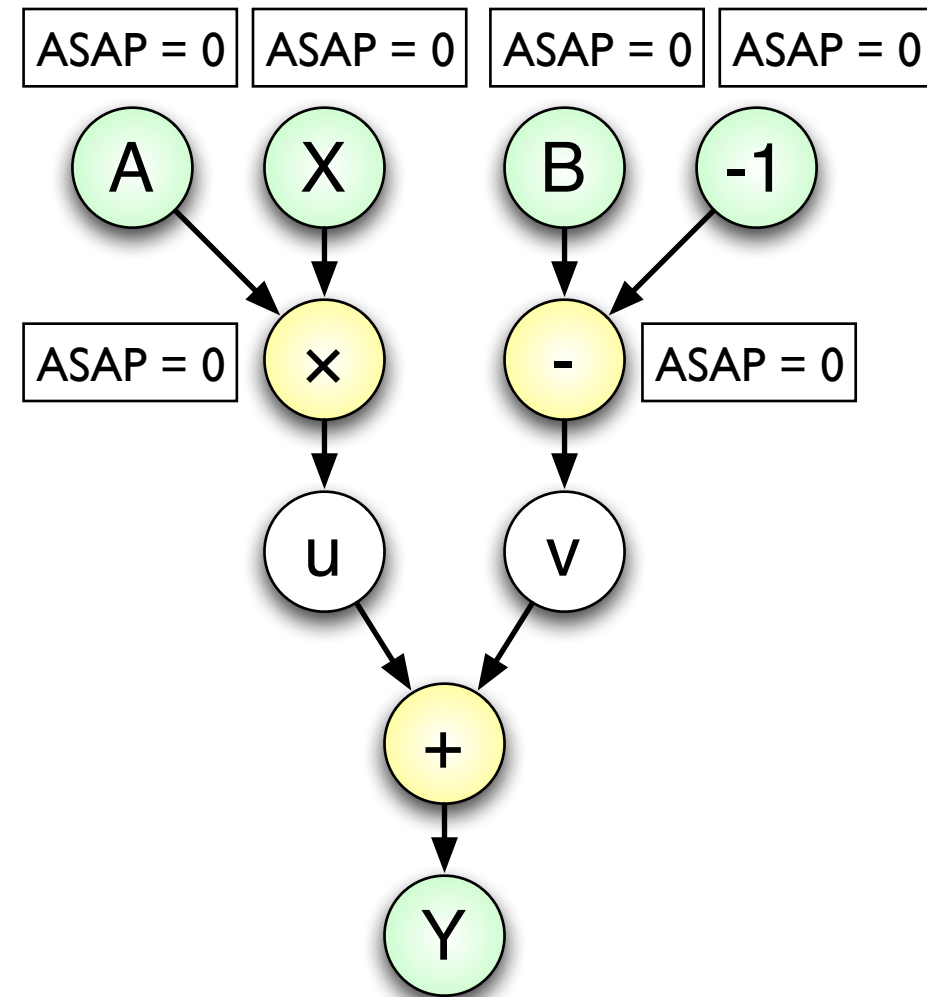 ASAP = 0 ASAP = 0 ASAP = 0 ASAP = 0
A X B -1
ASAP = 0 × - ASAP = 0
u v
+
Y